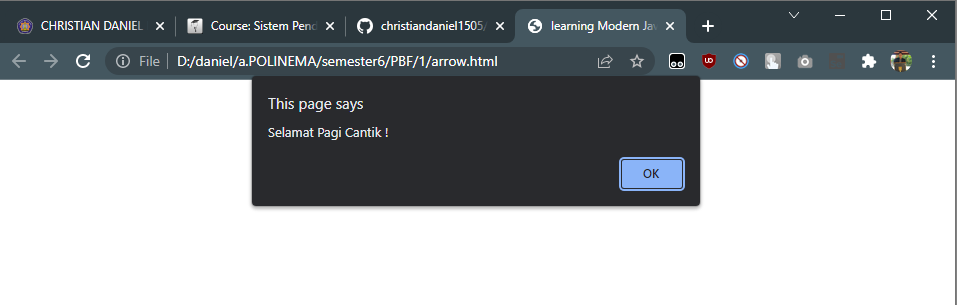 CHRISTIAN DANIEL
Course: Sistem Pend
christiandaniel1505/
learning Modern Jav
File
D:/daniel/a.POLINEMA/semester6/PBF/1/arrow.html
This page says
Selamat Pagi Cantik !
OK